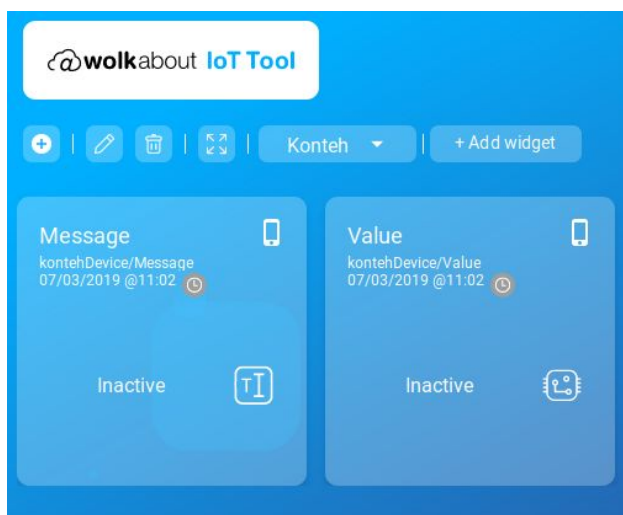 @wolkabout IoT Tool
Konteh
+ Add widget
Message
kontehDevice/Message
07/03/2019 @11:02
Inactive
T
Value
kontehDevice/Value
07/03/2019 @11:02
Inactive